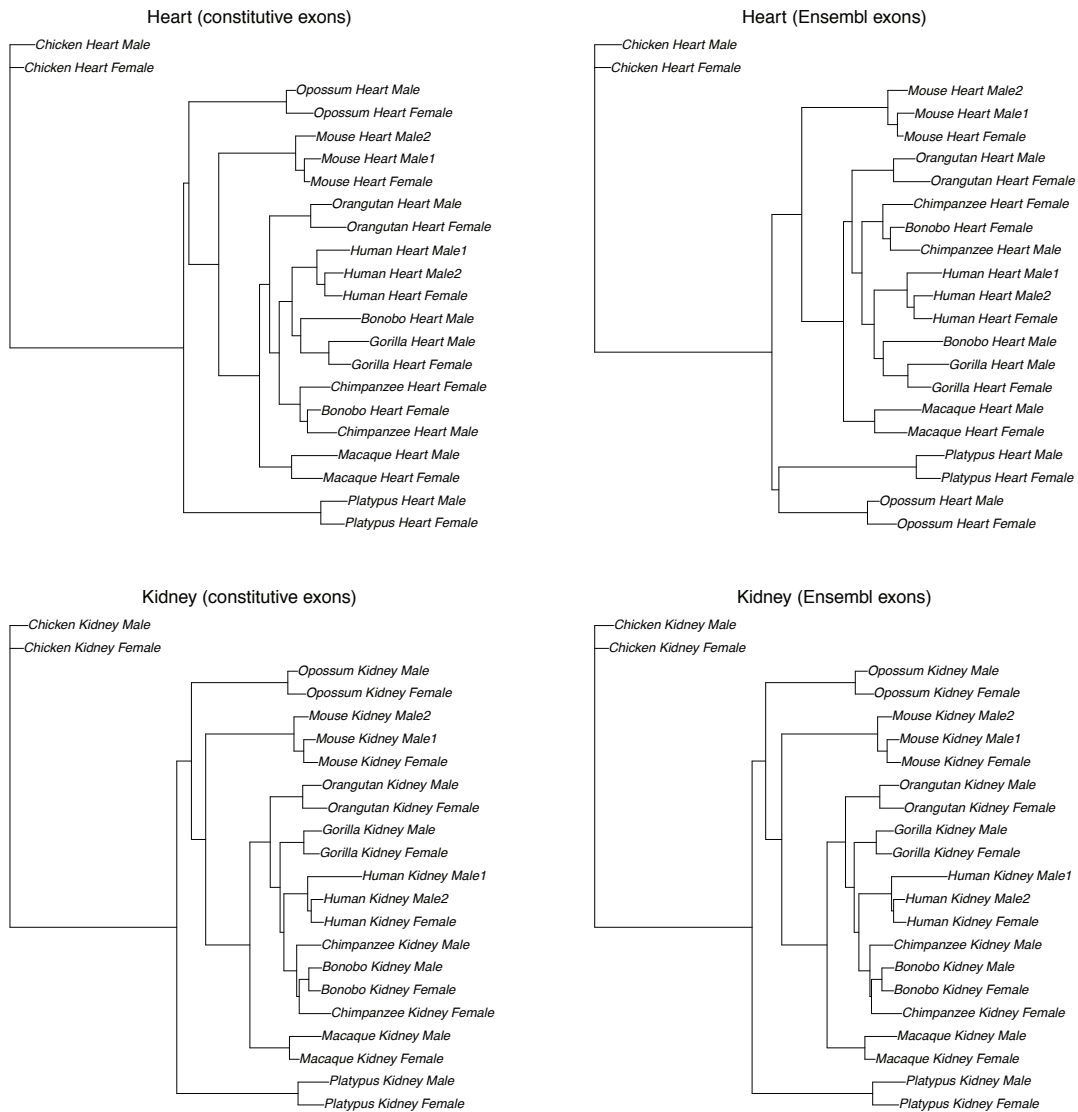 Heart (constitutive exons)
Chicken Heart Male
Chicken Heart Female
Opossum Heart Male
Opossum Heart Female
Mouse Heart Male2
Mouse Heart Male1
Mouse Heart Female
Orangutan Heart Male
Orangutan Heart Female
Human Heart Male1
Human Heart Male2
Human Heart Female
Bonobo Heart Male
Gorilla Heart Male
Gorilla Heart Female
Chimpanzee Heart Female
Bonobo Heart Female
Chimpanzee Heart Male
Macaque Heart Male
Macaque Heart Female
Platypus Heart Male
Platypus Heart Female
Heart (Ensembl exons)
Chicken Heart Male
Chicken Heart Female
Mouse Heart Male2
Mouse Heart Male1
Mouse Heart Female
Orangutan Heart Male
Orangutan Heart Female
Chimpanzee Heart Female
Bonobo Heart Female
Chimpanzee Heart Male
Human Heart Male1
Human Heart Male2
Human Heart Female
Bonobo Heart Male
Gorilla Heart Male
Gorilla Heart Female
Macaque Heart Male
Macaque Heart Female
Platypus Heart Male
Platypus Heart Female
Opossum Heart Male
Opossum Heart Female
Kidney (constitutive exons)
Chicken Kidney Male
Chicken Kidney Female
Opossum Kidney Male
Opossum Kidney Female
Mouse Kidney Male2
Mouse Kidney Male1
Mouse Kidney Female
Orangutan Kidney Male
Orangutan Kidney Female
Gorilla Kidney Male
Gorilla Kidney Female
Human Kidney Male1
Human Kidney Male2
Human Kidney Female
Chimpanzee Kidney Male
Bonobo Kidney Male
Bonobo Kidney Female
Chimpanzee Kidney Female
Macaque Kidney Male
Macaque Kidney Female
Platypus Kidney Male
Platypus Kidney Female
Kidney (Ensembl exons)
Chicken Kidney Male
Chicken Kidney Female
Opossum Kidney Male
Opossum Kidney Female
Mouse Kidney Male2
Mouse Kidney Male1
Mouse Kidney Female
Orangutan Kidney Male
Orangutan Kidney Female
Gorilla Kidney Male
Gorilla Kidney Female
Human Kidney Male1
Human Kidney Male2
Human Kidney Female
Chimpanzee Kidney Male
Bonobo Kidney Male
Bonobo Kidney Female
Chimpanzee Kidney Female
Macaque Kidney Male
Macaque Kidney Female
Platypus Kidney Male
Platypus Kidney Female